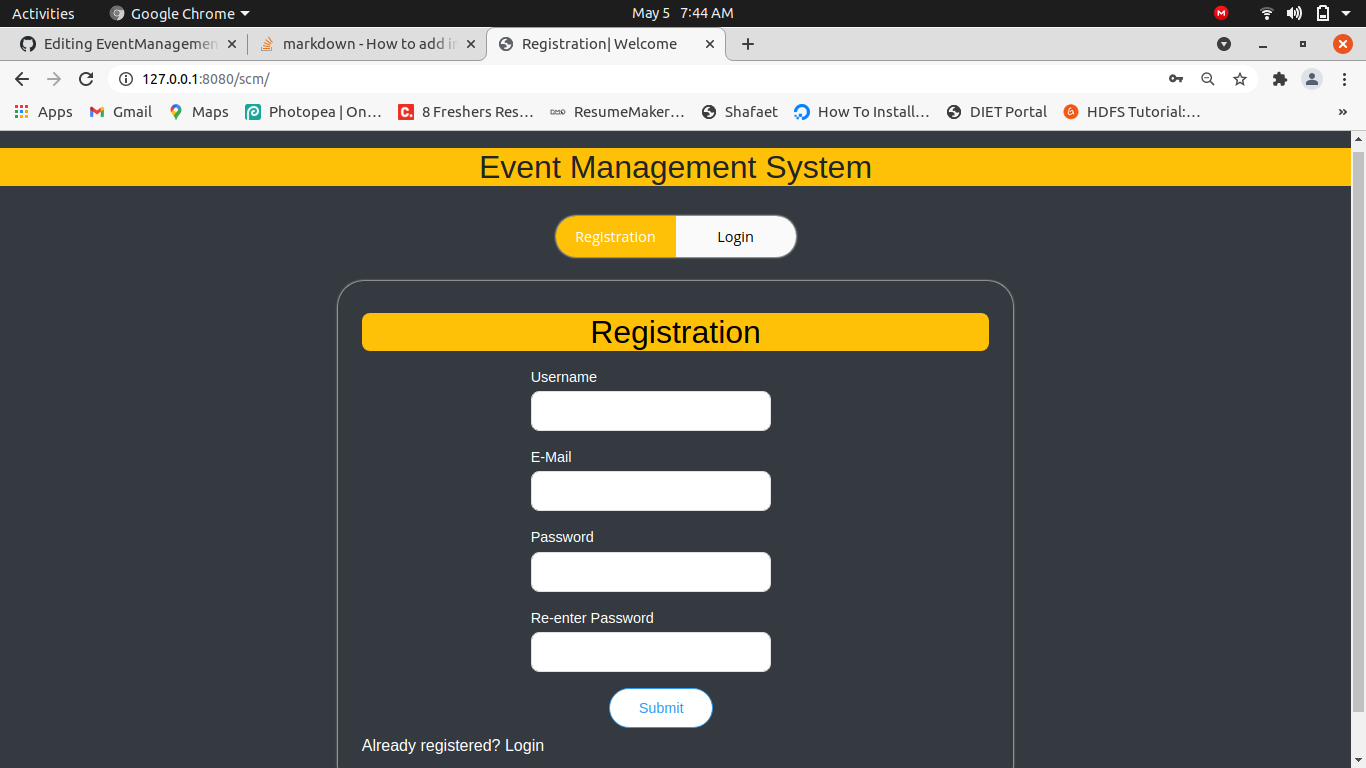 Activities Google Chrome May 5 7:44 AM
Editing EventManagemen markdown - How to add in Registration| Welcome
127.0.0.1:8080/scm/
Apps Gmail Maps Photopea | On… 8 Freshers Res… ResumeMaker… Shafaet How To Install… DIET Portal HDFS Tutorial:… »
Event Management System
Registration Login
Registration
Username
E-Mail
Password
Re-enter Password
Submit
Already registered? Login